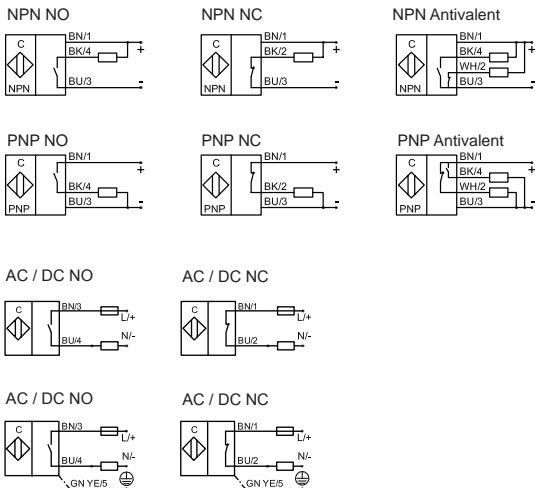 NPN NO
C
NPN
BN/1
BK/4
BU/3
+
-
NPN NC
C
NPN
BN/1
BK/2
BU/3
+
-
NPN Antivalent
C
NPN
BN/1
BK/4
WH/2
BU/3
+
-
PNP NO
C
PNP
BN/1
BK/4
BU/3
+
-
PNP NC
C
PNP
BN/1
BK/2
BU/3
+
-
PNP Antivalent
C
PNP
BN/1
BK/4
WH/2
BU/3
+
-
AC / DC NO
C
BN/3
L/+
BU/4
N/-
AC / DC NC
C
BN/1
L/+
BU/2
N/-
AC / DC NO
C
BN/3
L/+
BU/4
N/-
GN YE/5
AC / DC NC
C
BN/1
L/+
BU/2
N/-
GN YE/5